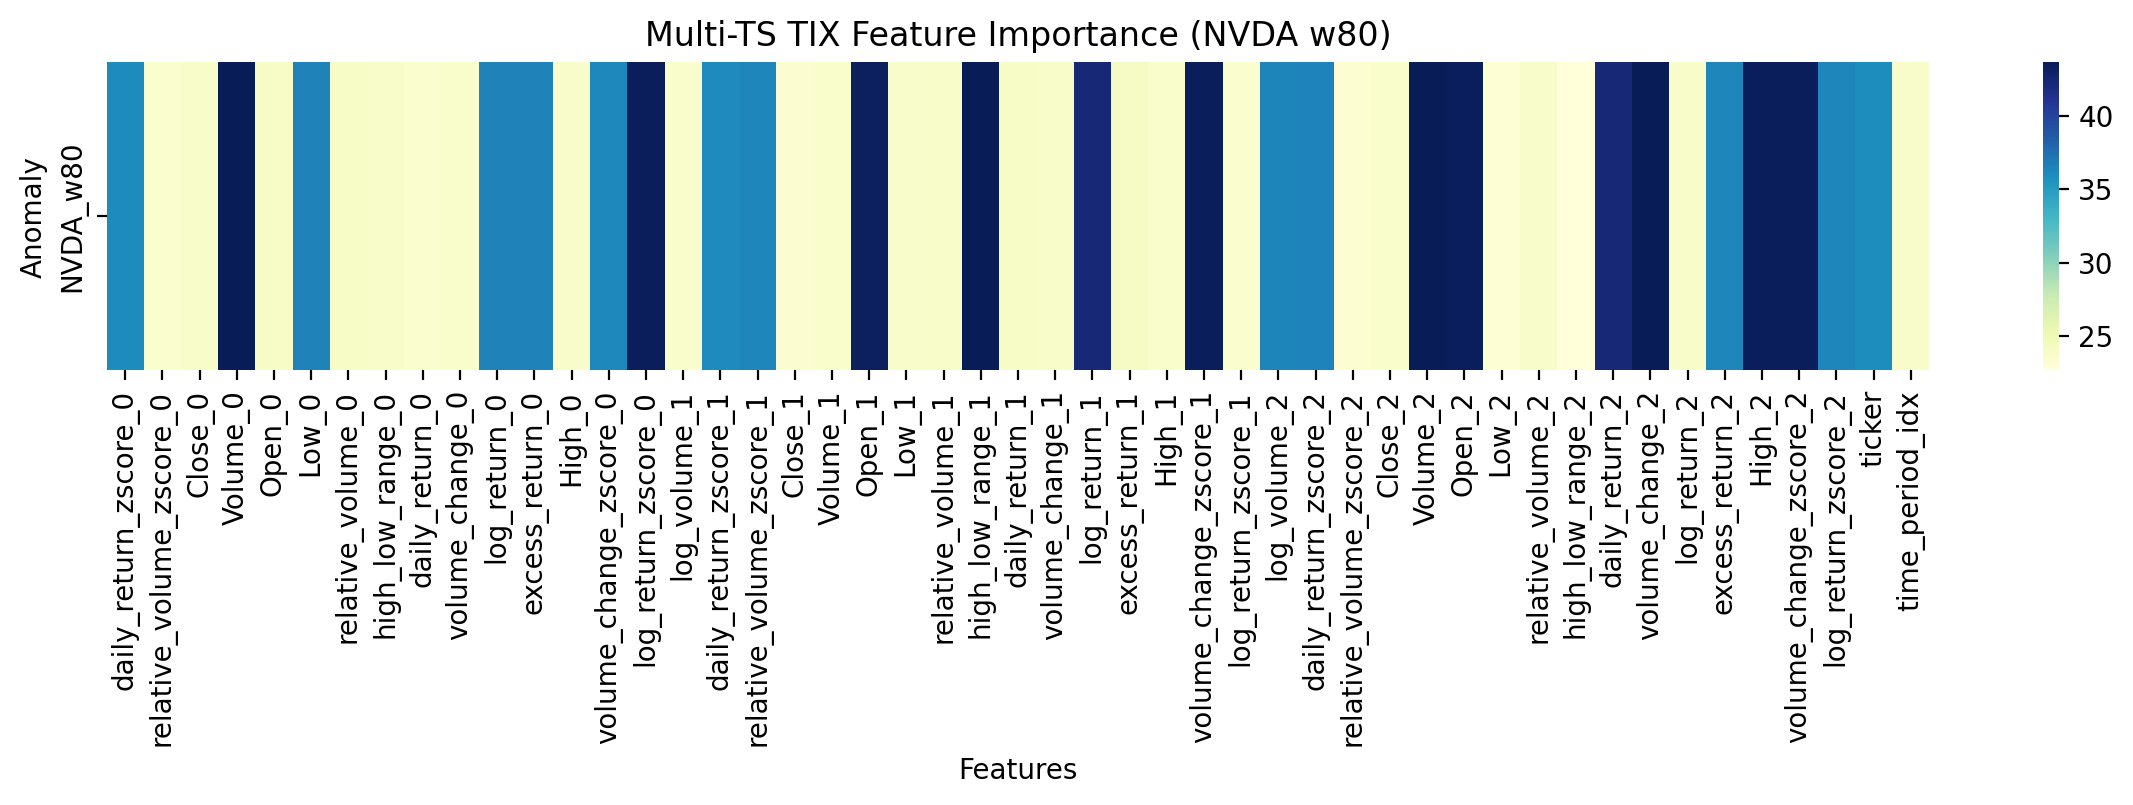 Multi-TS TIX Feature Importance (NVDA w80)
Anomaly
NVDA_w80
40
35
30
25
daily_return_zscore_0
relative_volume_zscore_0
Close_0
Volume_0
Open_0
Low_0
relative_volume_0
high_low_range_0
daily_return_0
volume_change_0
log_return_0
excess_return_0
High_0
volume_change_zscore_0
log_return_zscore_0
log_volume_1
daily_return_zscore_1
relative_volume_zscore_1
Close_1
Volume_1
Open_1
Low_1
relative_volume_1
high_low_range_1
daily_return_1
volume_change_1
log_return_1
excess_return_1
High_1
volume_change_zscore_1
log_return_zscore_1
log_volume_2
daily_return_zscore_2
relative_volume_zscore_2
Close_2
Volume_2
Open_2
Low_2
relative_volume_2
high_low_range_2
daily_return_2
volume_change_2
log_return_2
excess_return_2
High_2
volume_change_zscore_2
log_return_zscore_2
ticker
time_period_idx
Features